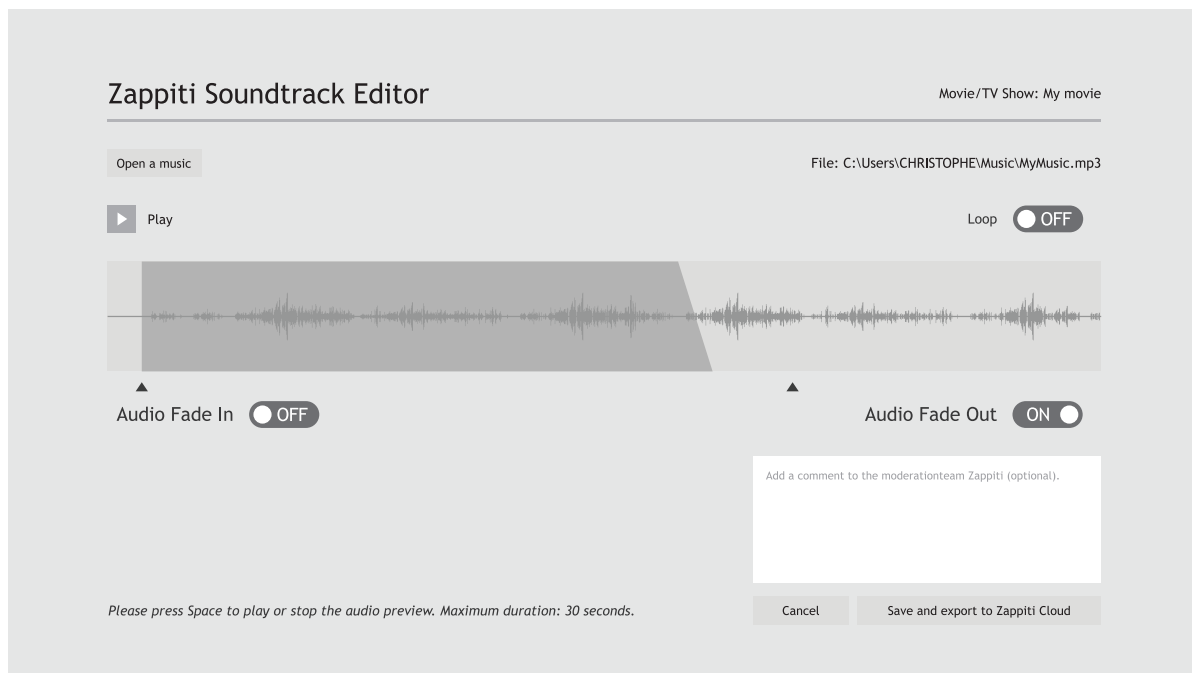 Zappiti Soundtrack Editor
Movie/TV Show: My movie
Open a music
File: C:\Users\CHRISTOPHE\Music\MyMusic.mp3
Play
Loop
OFF
Audio Fade In
OFF
Audio Fade Out
ON
Add a comment to the moderationteam Zappiti (optional).
Please press Space to play or stop the audio preview. Maximum duration: 30 seconds.
Cancel
Save and export to Zappiti Cloud